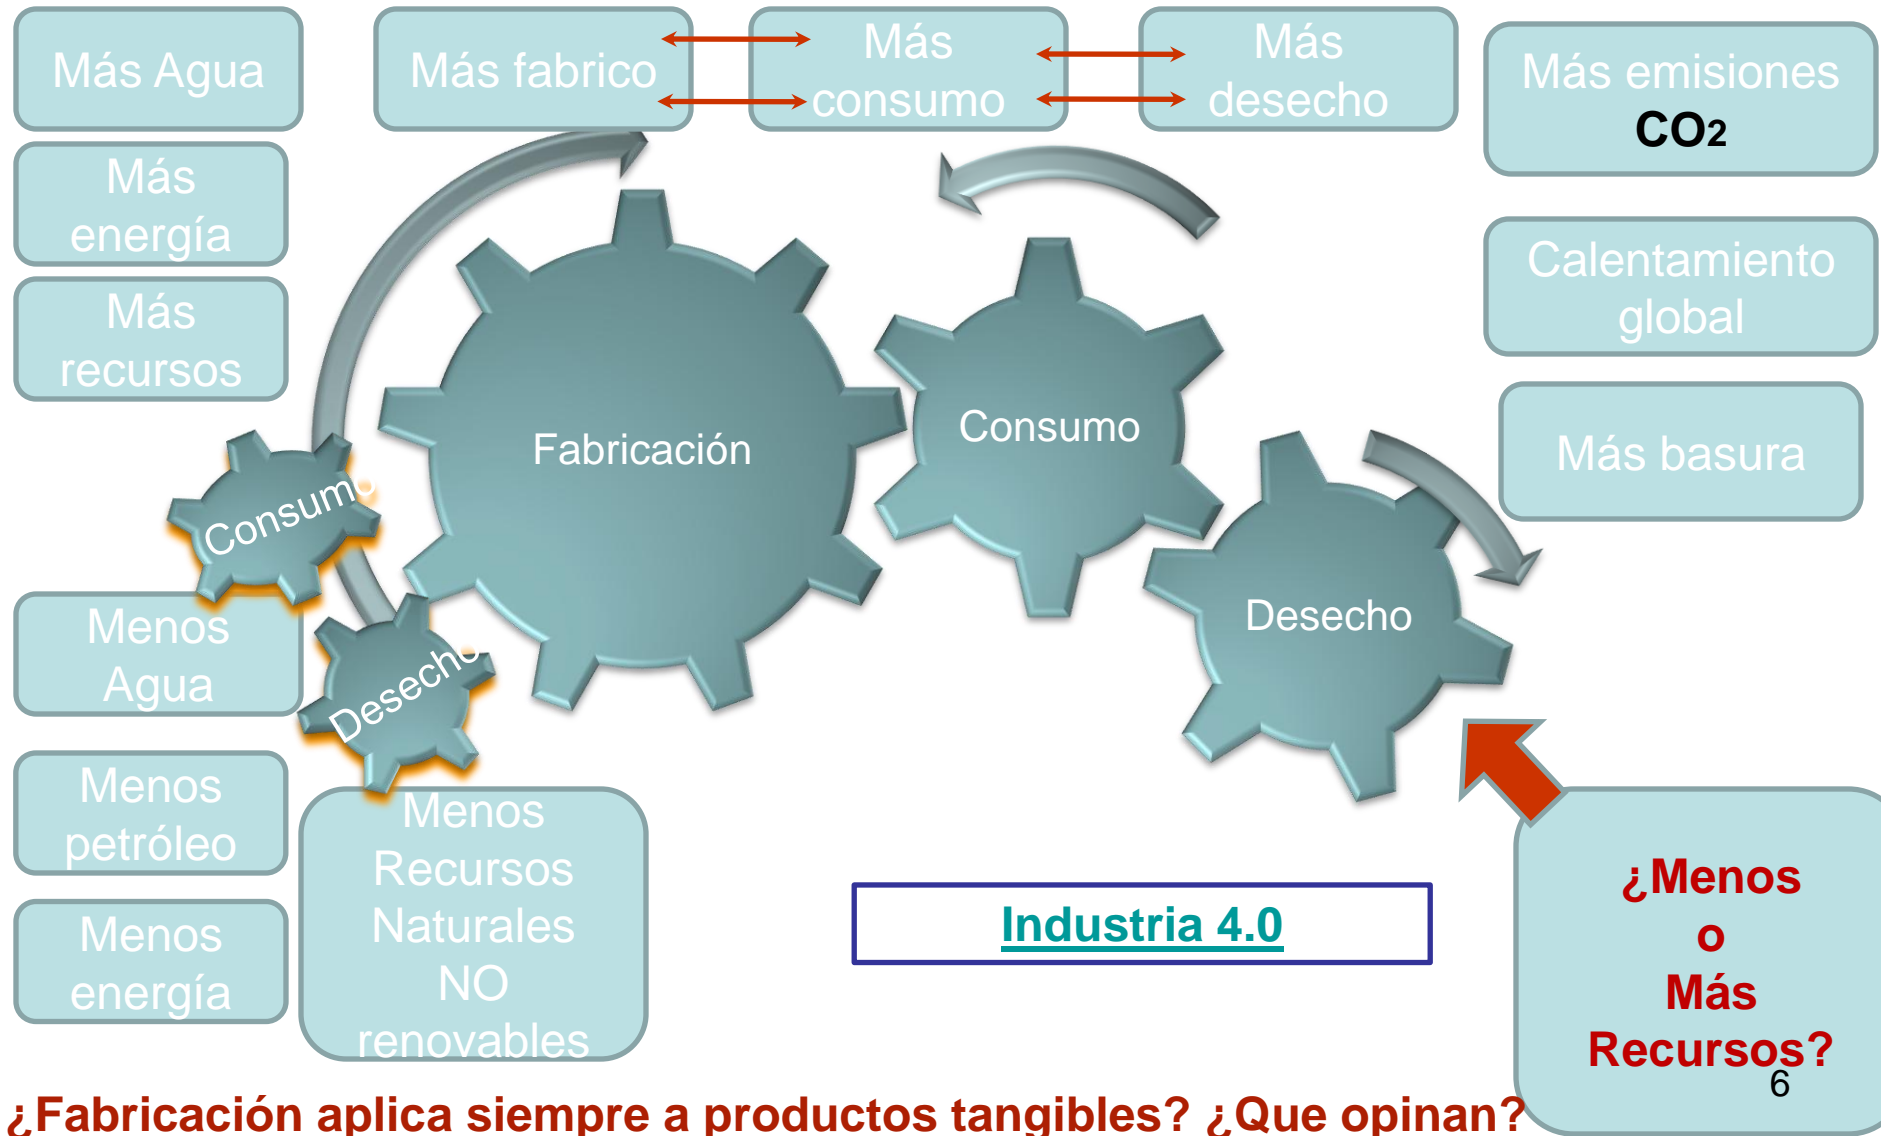 Más Agua
Más fabrico
Más
consumo
Más
desecho
Más emisiones
CO2
Más
energía
Más
recursos
Calentamiento
global
Más basura
Fabricación
Consumo
Desecho
Consumo
Desecho
Menos
Agua
Menos
petróleo
Menos
energía
Menos
Recursos
Naturales
NO
renovables
Industria 4.0
¿Menos
o
Más
Recursos?
6
¿Fabricación aplica siempre a productos tangibles? ¿Que opinan?